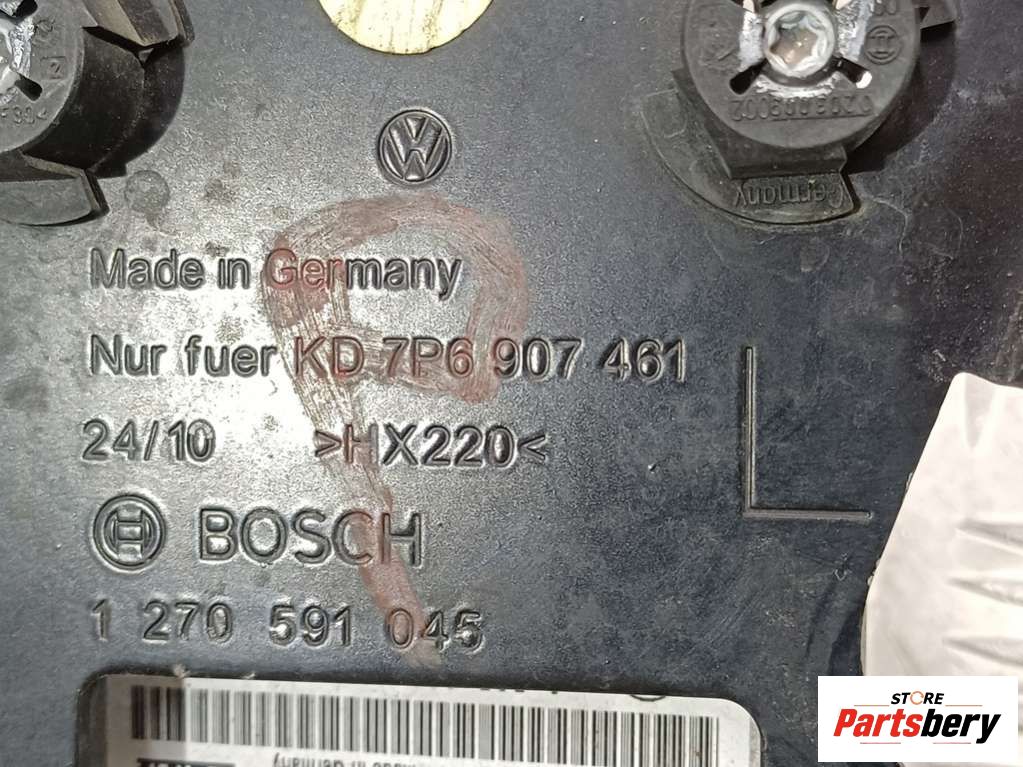 Germany
Made in Germany
Nur fuer KD 7P6 907 461
24/10 >HX220<
L
BOSCH
1 270 591 045
STORE
Partsbery